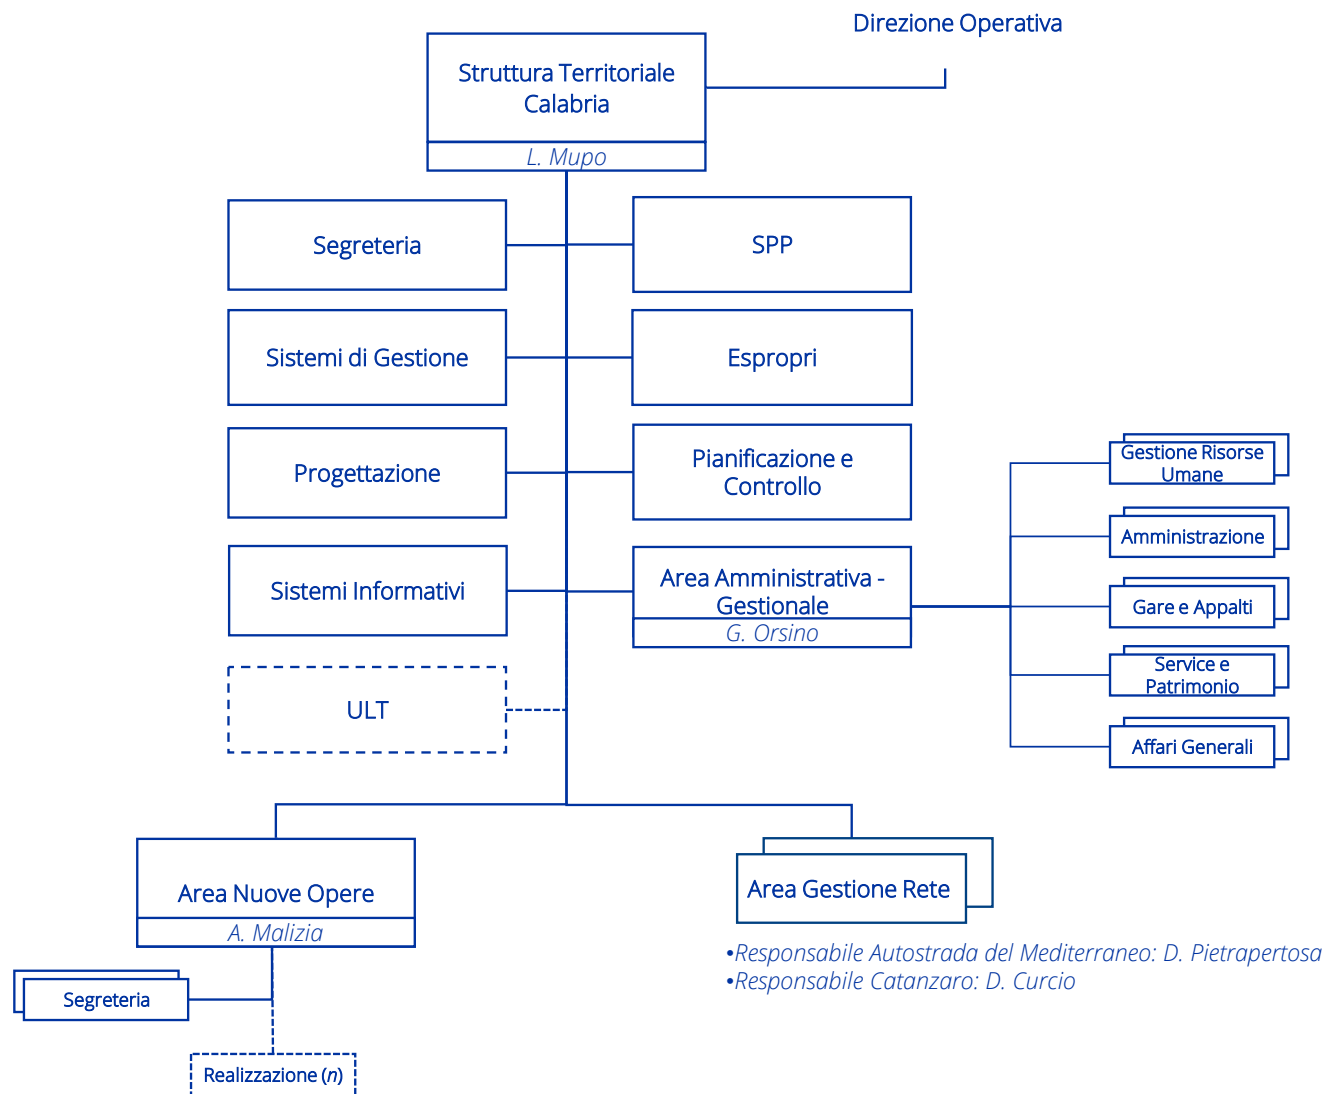 Direzione Operativa
Struttura Territoriale
Calabria
L. Mupo
Segreteria
SPP
Sistemi di Gestione
Espropri
Progettazione
Pianificazione e
Controllo
Gestione Risorse
Umane
Amministrazione
Sistemi Informativi
Area Amministrativa -
Gestionale
G. Orsino
Gare e Appalti
Service e
Patrimonio
ULT
Affari Generali
Area Nuove Opere
A. Malizia
Area Gestione Rete
•Responsabile Autostrada del Mediterraneo: D. Pietrapertosa
•Responsabile Catanzaro: D. Curcio
Segreteria
Realizzazione (n)